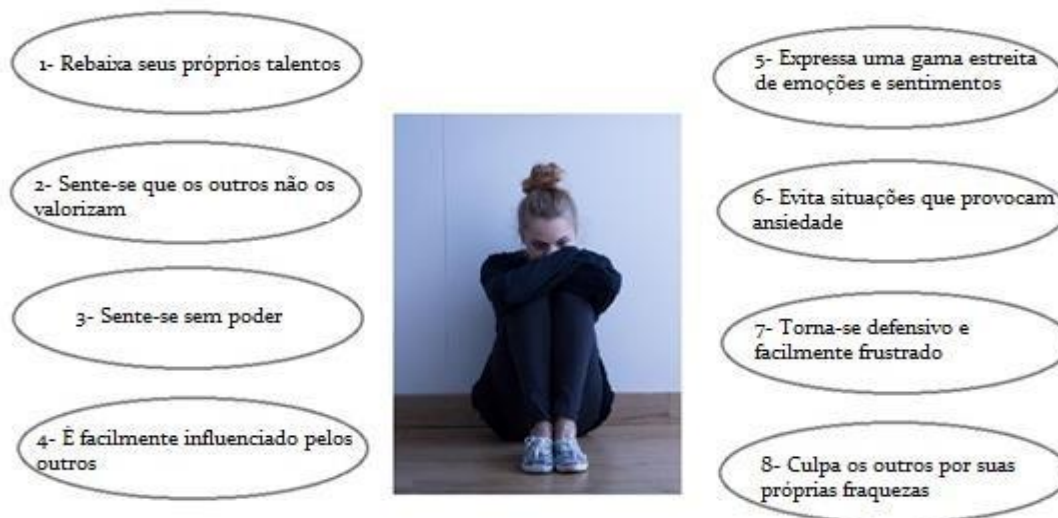 1- Rebaixa seus próprios talentos
2- Sente-se que os outros não os
valorizam
3- Sente-se sem poder
4- É facilmente influenciado pelos
outros
5- Expressa uma gama estreita
de emoções e sentimentos
6- Evita situações que provocam
ansiedade
7- Torna-se defensivo e
facilmente frustrado
8- Culpa os outros por suas
próprias fraquezas